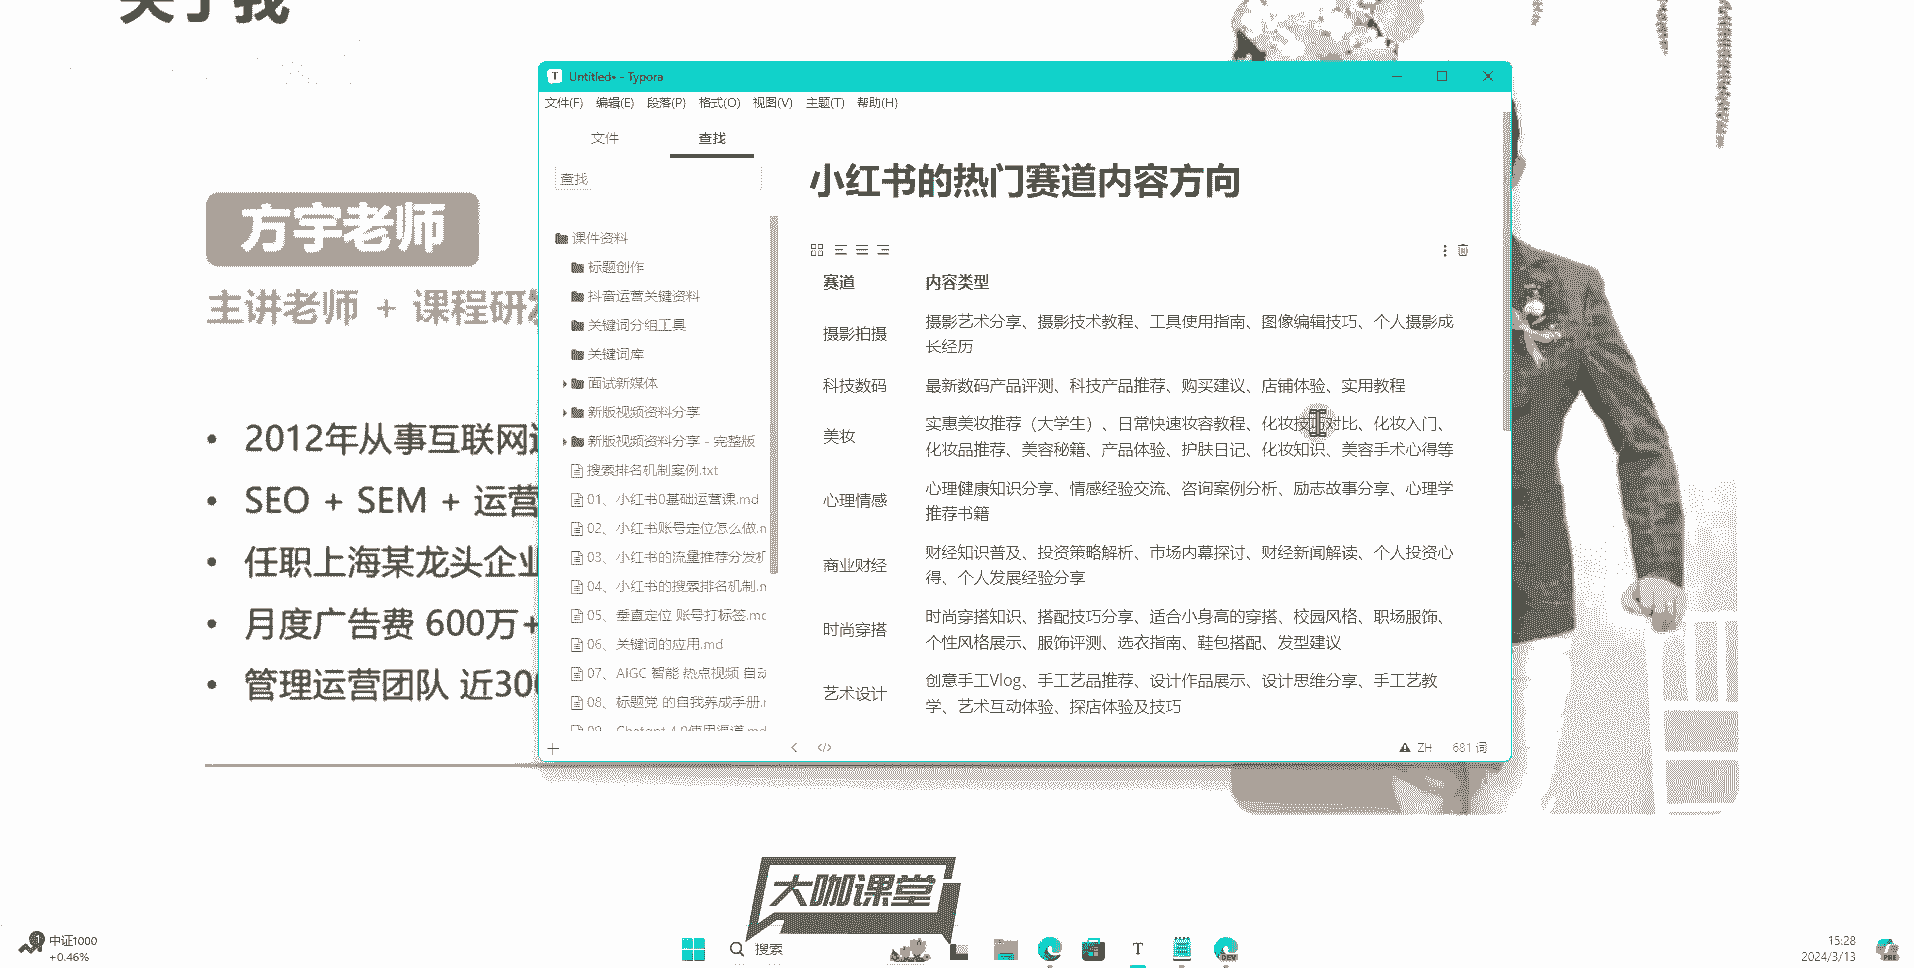 关于我
方宇老师
主讲老师 + 课程研发
2012年从事互联网
SEO + SEM + 运营
任职上海某龙头企业
月度广告费 600万+
管理运营团队 近300
Untitled• - Typora
文件(F) 编辑(E) 段落(P) 格式(O) 视图(V) 主题(T) 帮助(H)
文件 查找
查找
课件资料
标题创作
抖音运营关键资料
关键词分组工具
关键词库
面试新媒体
新版视频资料分享
新版视频资料分享 - 完整版
搜索排名机制案例.txt
01、小红书0基础运营课.md
02、小红书账号定位怎么做.m
03、小红书的流量推荐分发机
04、小红书的搜索排名机制.m
05、垂直定位 账号打标签.mc
06、关键词的应用.md
07、AIGC 智能 热点视频 自动
08、标题党 的自我养成手册.r
09、Chatgpt 4.0使用渠道.md
小红书的热门赛道内容方向
赛道 内容类型
摄影拍摄 摄影艺术分享、摄影技术教程、工具使用指南、图像编辑技巧、个人摄影成
长经历
科技数码 最新数码产品评测、科技产品推荐、购买建议、店铺体验、实用教程
美妆 实惠美妆推荐（大学生）、日常快速妆容教程、化妆技巧对比、化妆入门、
化妆品推荐、美容秘籍、产品体验、护肤日记、化妆知识、美容手术心得等
心理情感 心理健康知识分享、情感经验交流、咨询案例分析、励志故事分享、心理学
推荐书籍
商业财经 财经知识普及、投资策略解析、市场内幕探讨、财经新闻解读、个人投资心
得、个人发展经验分享
时尚穿搭 时尚穿搭知识、搭配技巧分享、适合小身高的穿搭、校园风格、职场服饰、
个性风格展示、服饰评测、选衣指南、鞋包搭配、发型建议
艺术设计 创意手工Vlog、手工艺品推荐、设计作品展示、设计思维分享、手工艺教
学、艺术互动体验、探店体验及技巧
ZH 681 词
大咖课堂
1
中证1000
+0.46%
搜索
T
DEV
15:28
2024/3/13
PRE